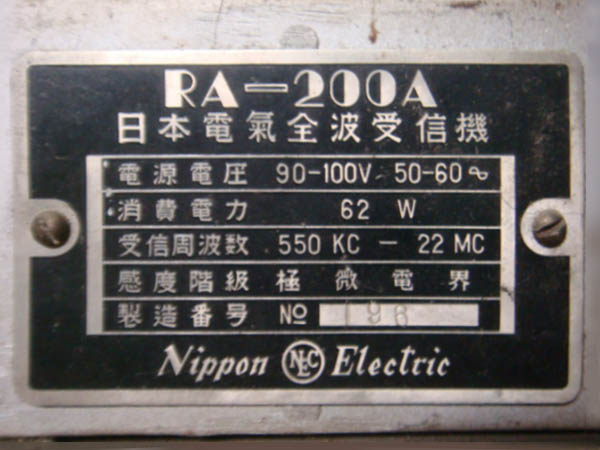 RA-200A
日本電氣全波受信機
電源電圧 90-100V 50-60∿
消費電力 62 W
受信周波数 550 KC - 22 MC
感度階級 極微電界
製造番号 No 196
Nippon NEC Electric